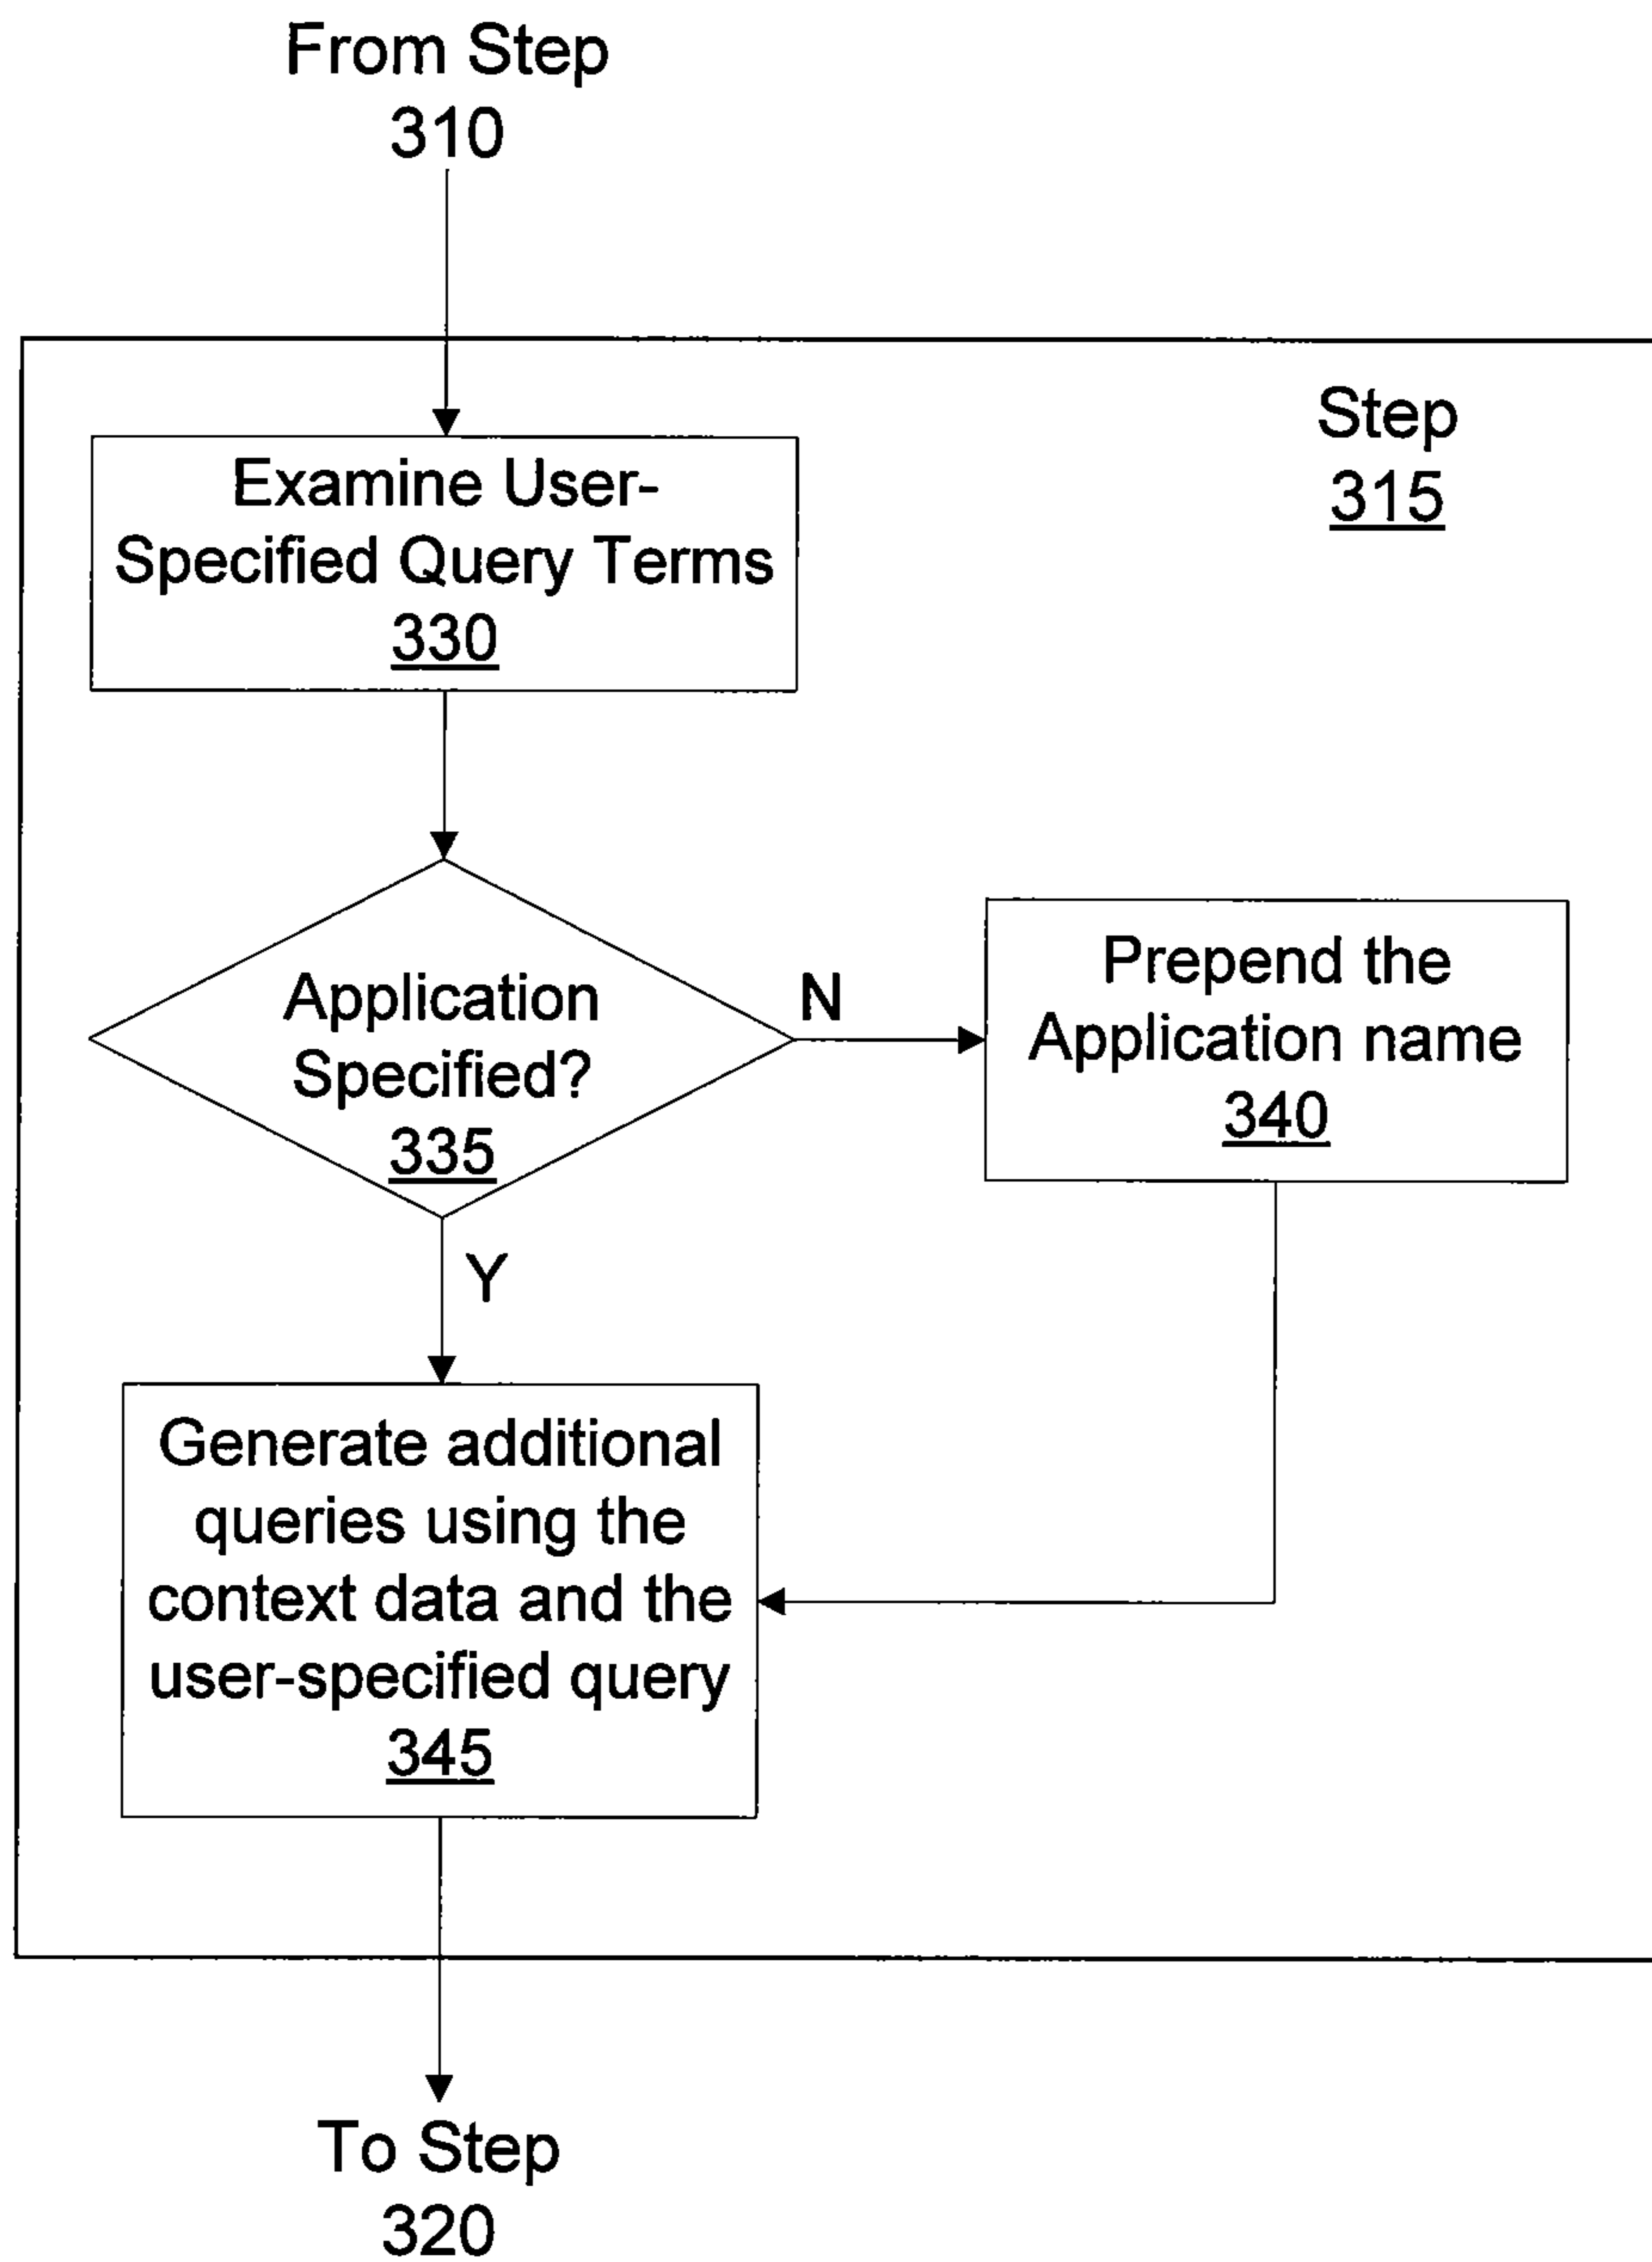 From Step
310
Step
315
Examine User-
Specified Query Terms
330
Application
Specified?
335
N
Prepend the
Application name
340
Y
Generate additional
queries using the
context data and the
user-specified query
345
To Step
320